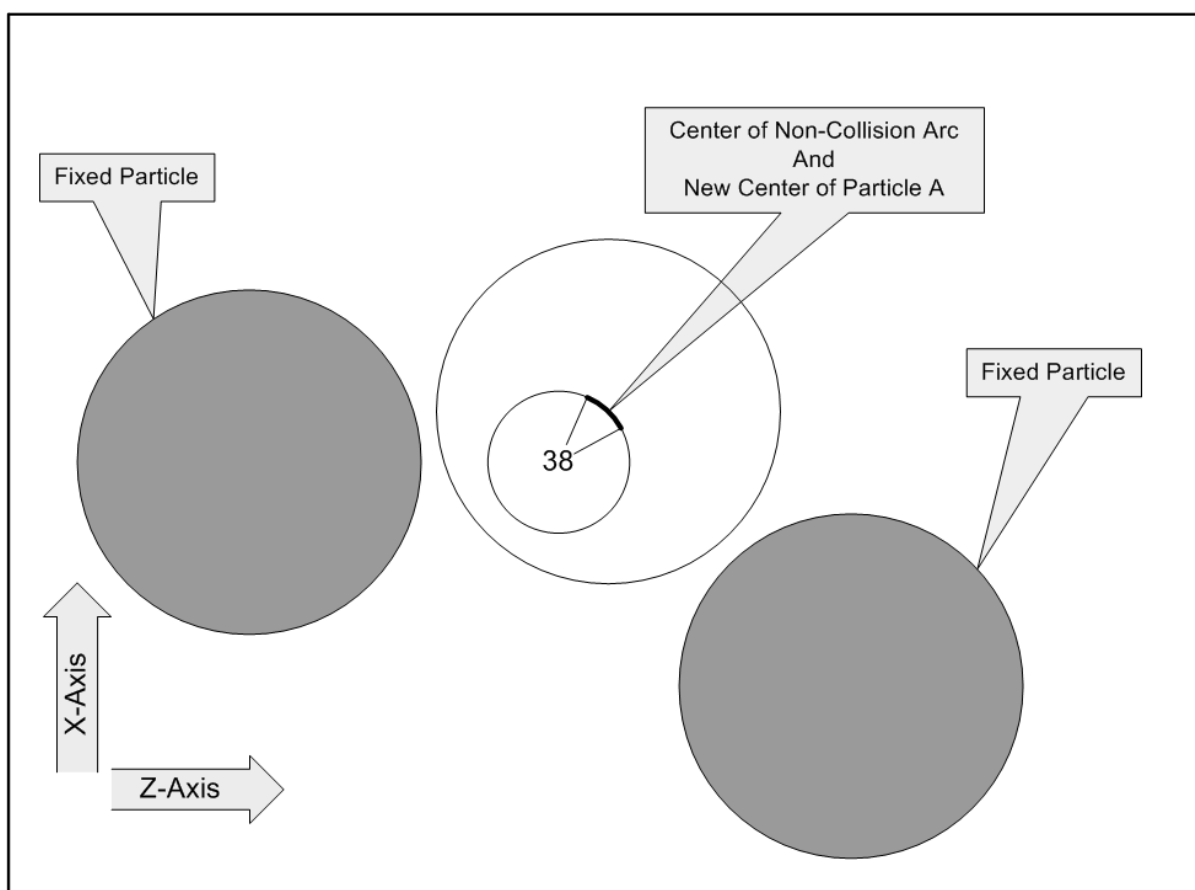 Center of Non-Collision Arc
And
New Center of Particle A
Fixed Particle
Fixed Particle
38
X-Axis
Z-Axis